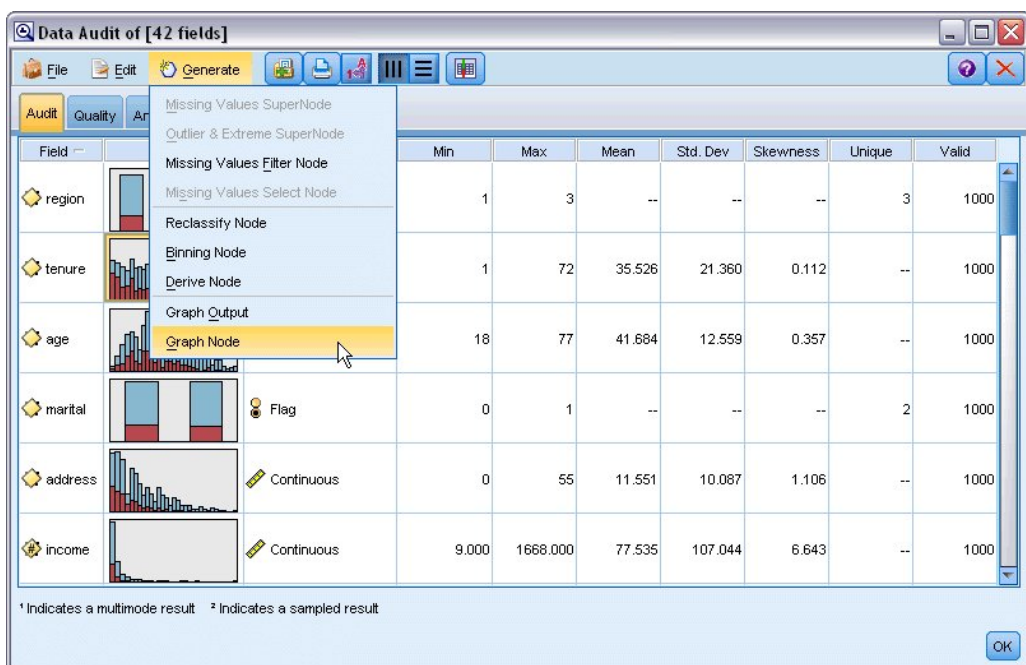 Data Audit of [42 fields]
File Edit Generate
Audit Quality An
Missing Values SuperNode
Outlier & Extreme SuperNode
Missing Values Filter Node
Missing Values Select Node
Reclassify Node
Binning Node
Derive Node
Graph Output
Graph Node
Field Min Max Mean Std. Dev Skewness Unique Valid
region 1 3 -- -- -- 3 1000
tenure 1 72 35.526 21.360 0.112 -- 1000
age 18 77 41.684 12.559 0.357 -- 1000
marital Flag 0 1 -- -- -- 2 1000
address Continuous 0 55 11.551 10.087 1.106 -- 1000
income Continuous 9.000 1668.000 77.535 107.044 6.643 -- 1000
¹ Indicates a multimode result ² Indicates a sampled result
OK